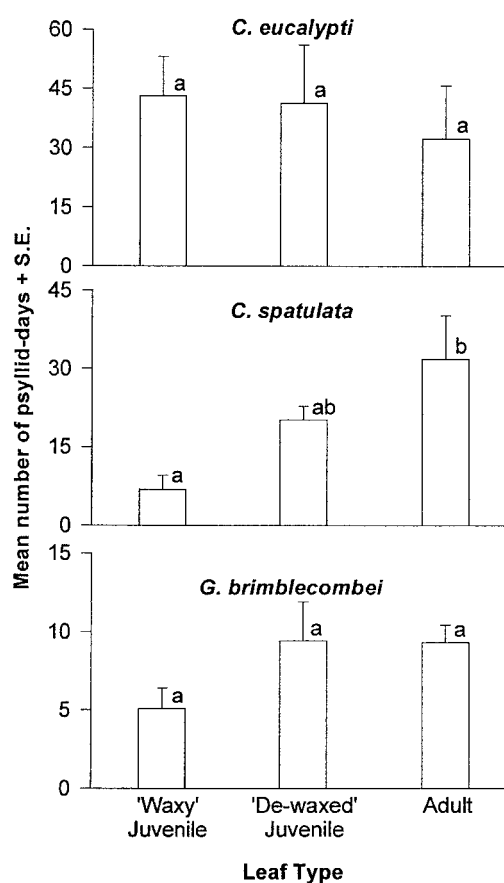 Mean number of psyllid-days + S.E.
C. eucalypti
60
45
30
15
0
a
a
a
C. spatulata
45
30
15
0
a
ab
b
G. brimblecombei
15
10
5
0
a
a
a
'Waxy' 'De-waxed' Adult
Juvenile Juvenile
Leaf Type